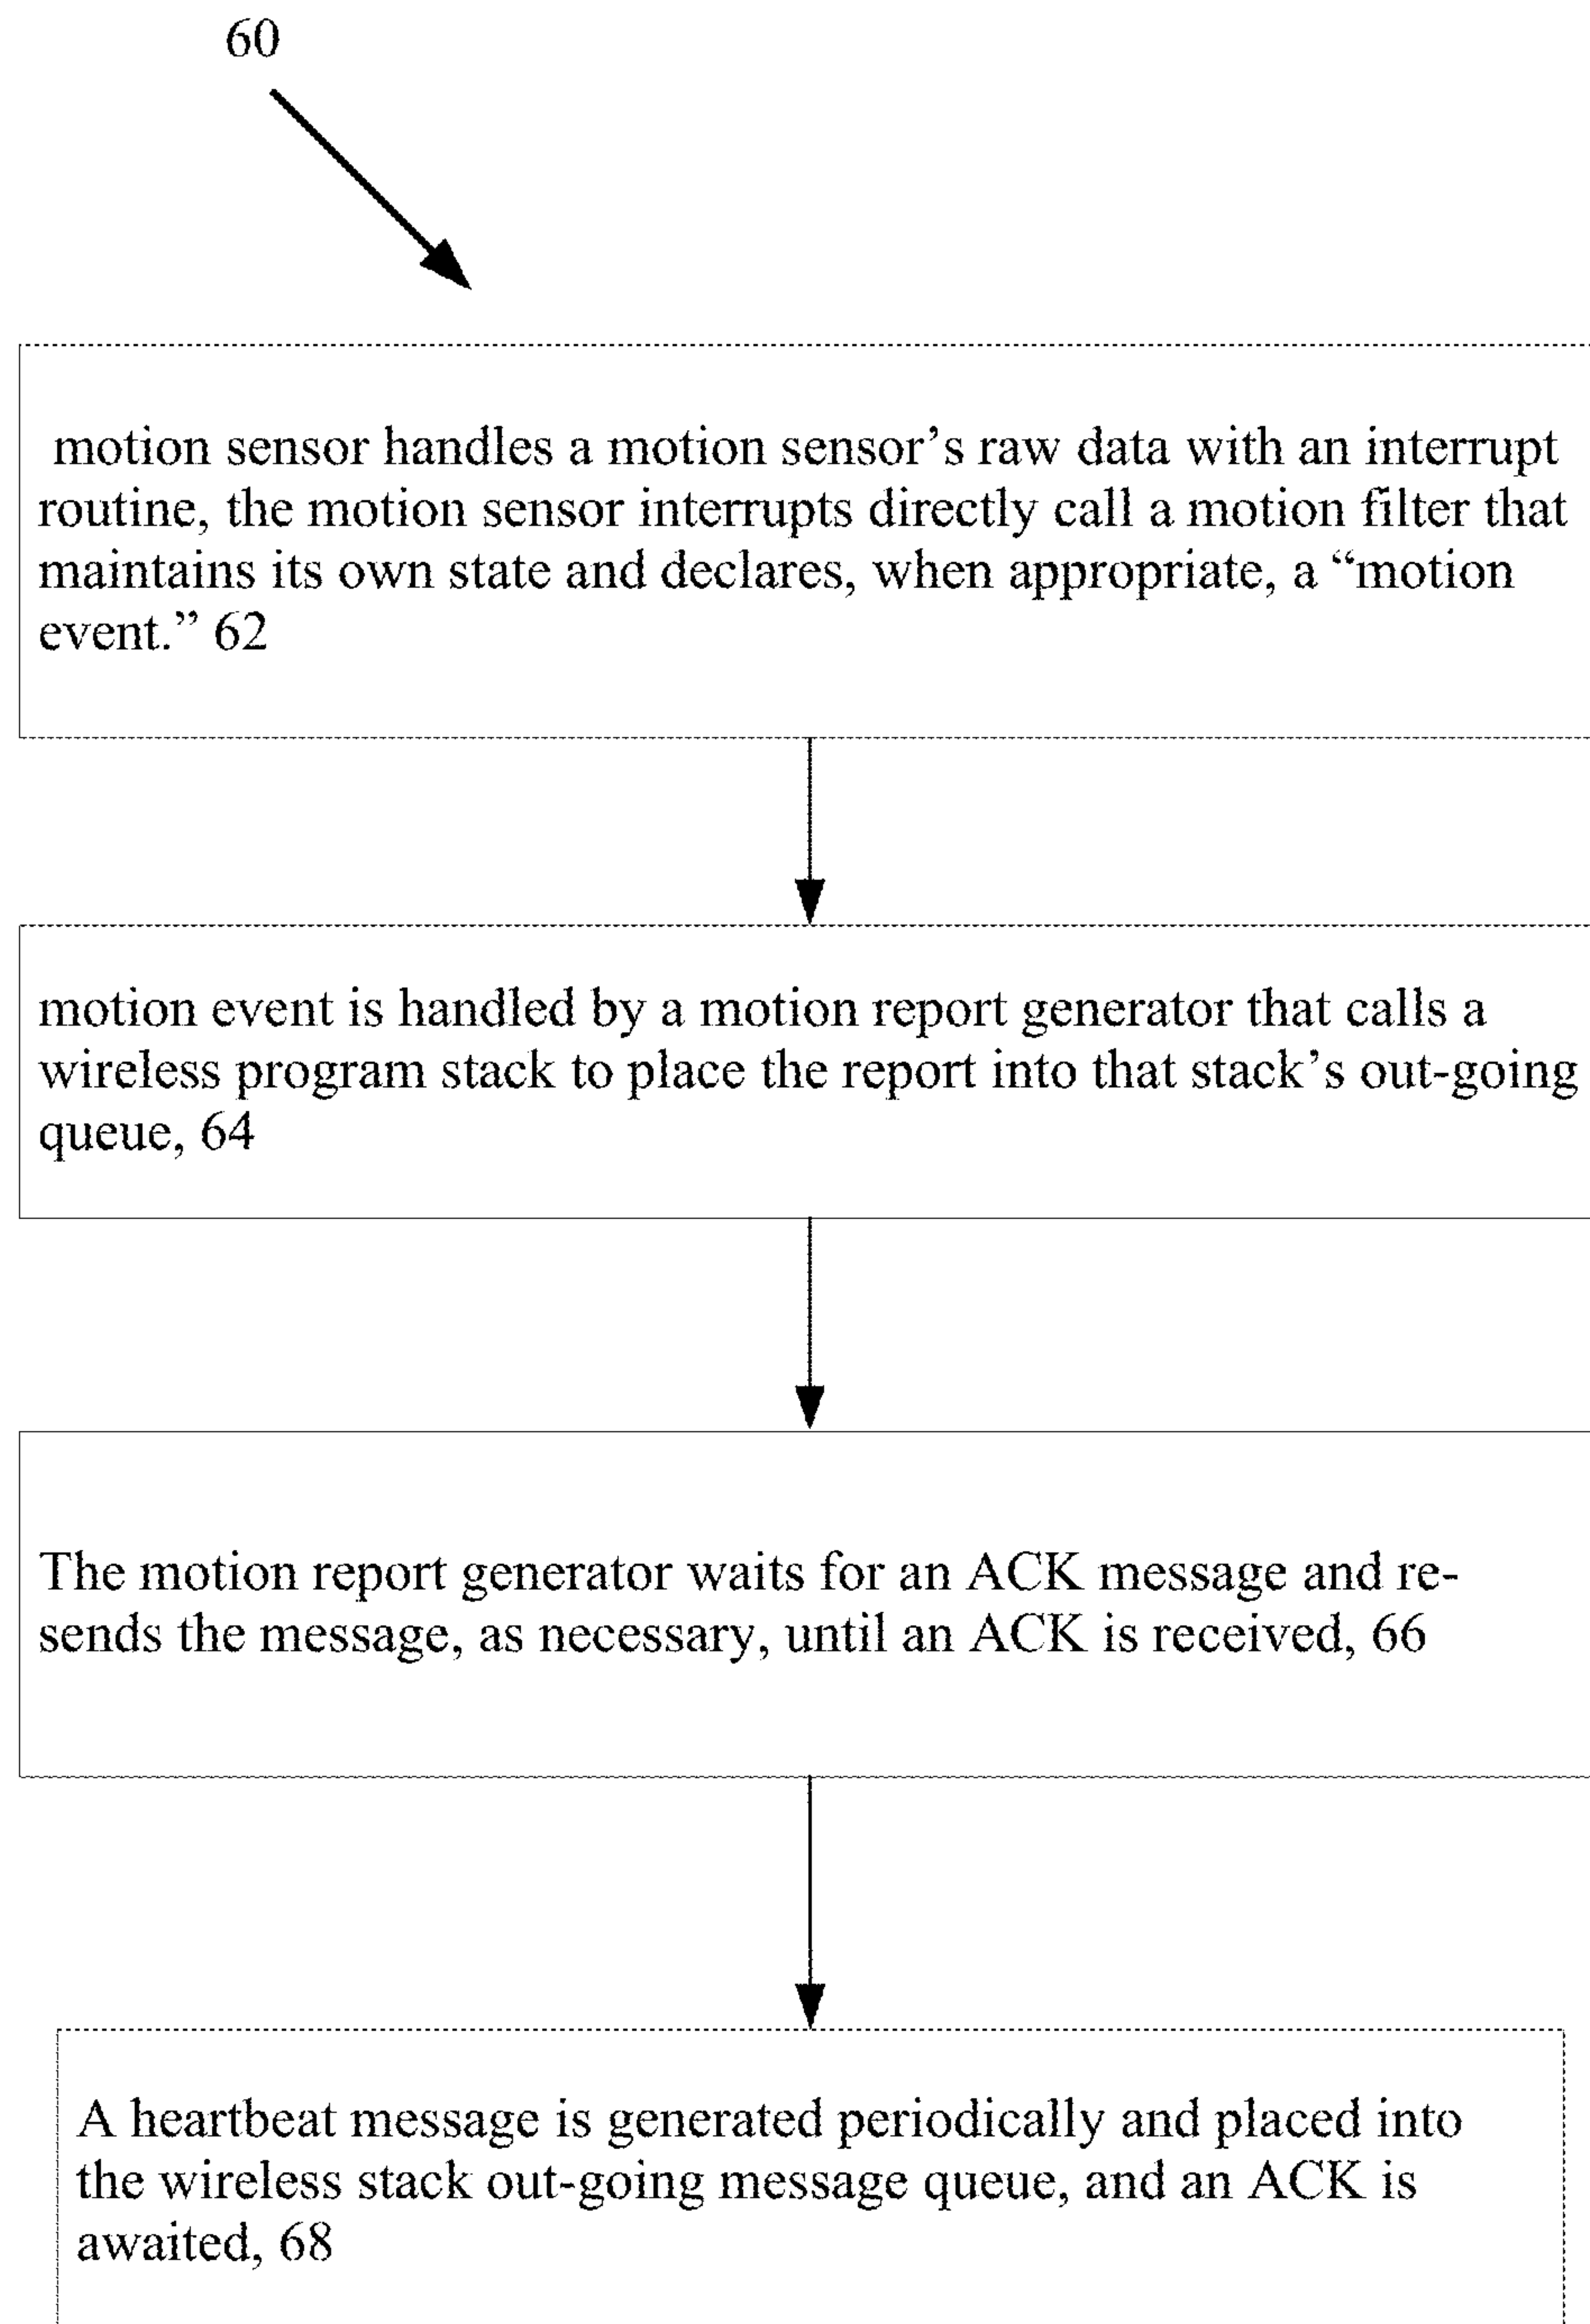 60
motion sensor handles a motion sensor’s raw data with an interrupt
routine, the motion sensor interrupts directly call a motion filter that
maintains its own state and declares, when appropriate, a “motion
event.” 62
motion event is handled by a motion report generator that calls a
wireless program stack to place the report into that stack’s out-going
queue, 64
The motion report generator waits for an ACK message and re-
sends the message, as necessary, until an ACK is received, 66
A heartbeat message is generated periodically and placed into
the wireless stack out-going message queue, and an ACK is
awaited, 68